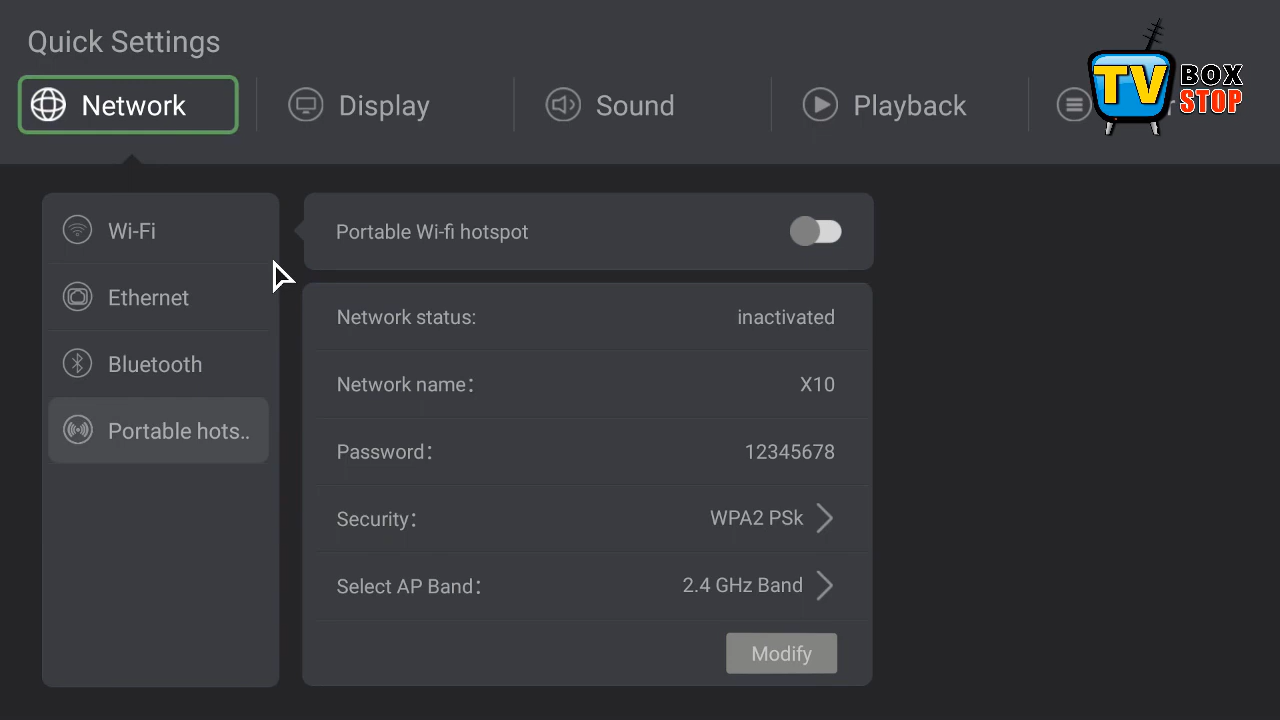 Quick Settings
Network
Display
Sound
Playback
TV BOX STOP
Wi-Fi
Ethernet
Bluetooth
Portable hots..
Portable Wi-fi hotspot
Network status: inactivated
Network name: X10
Password: 12345678
Security: WPA2 PSk
Select AP Band: 2.4 GHz Band
Modify